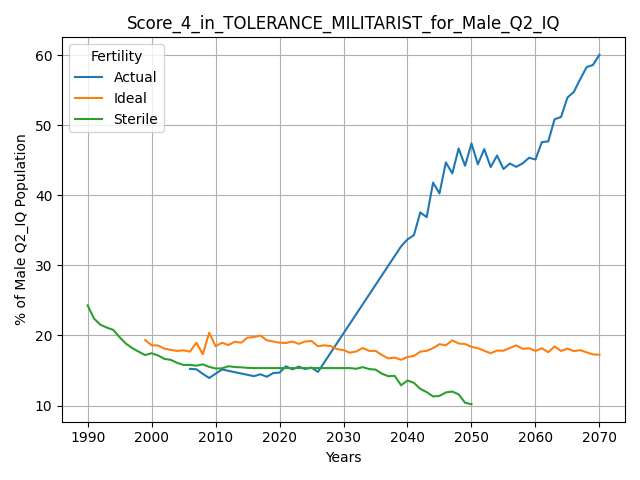 Score_4_in_TOLERANCE_MILITARIST_for_Male_Q2_IQ
Fertility
Actual
Ideal
Sterile
% of Male Q2_IQ Population
60
50
40
30
20
10
1990 2000 2010 2020 2030 2040 2050 2060 2070
Years